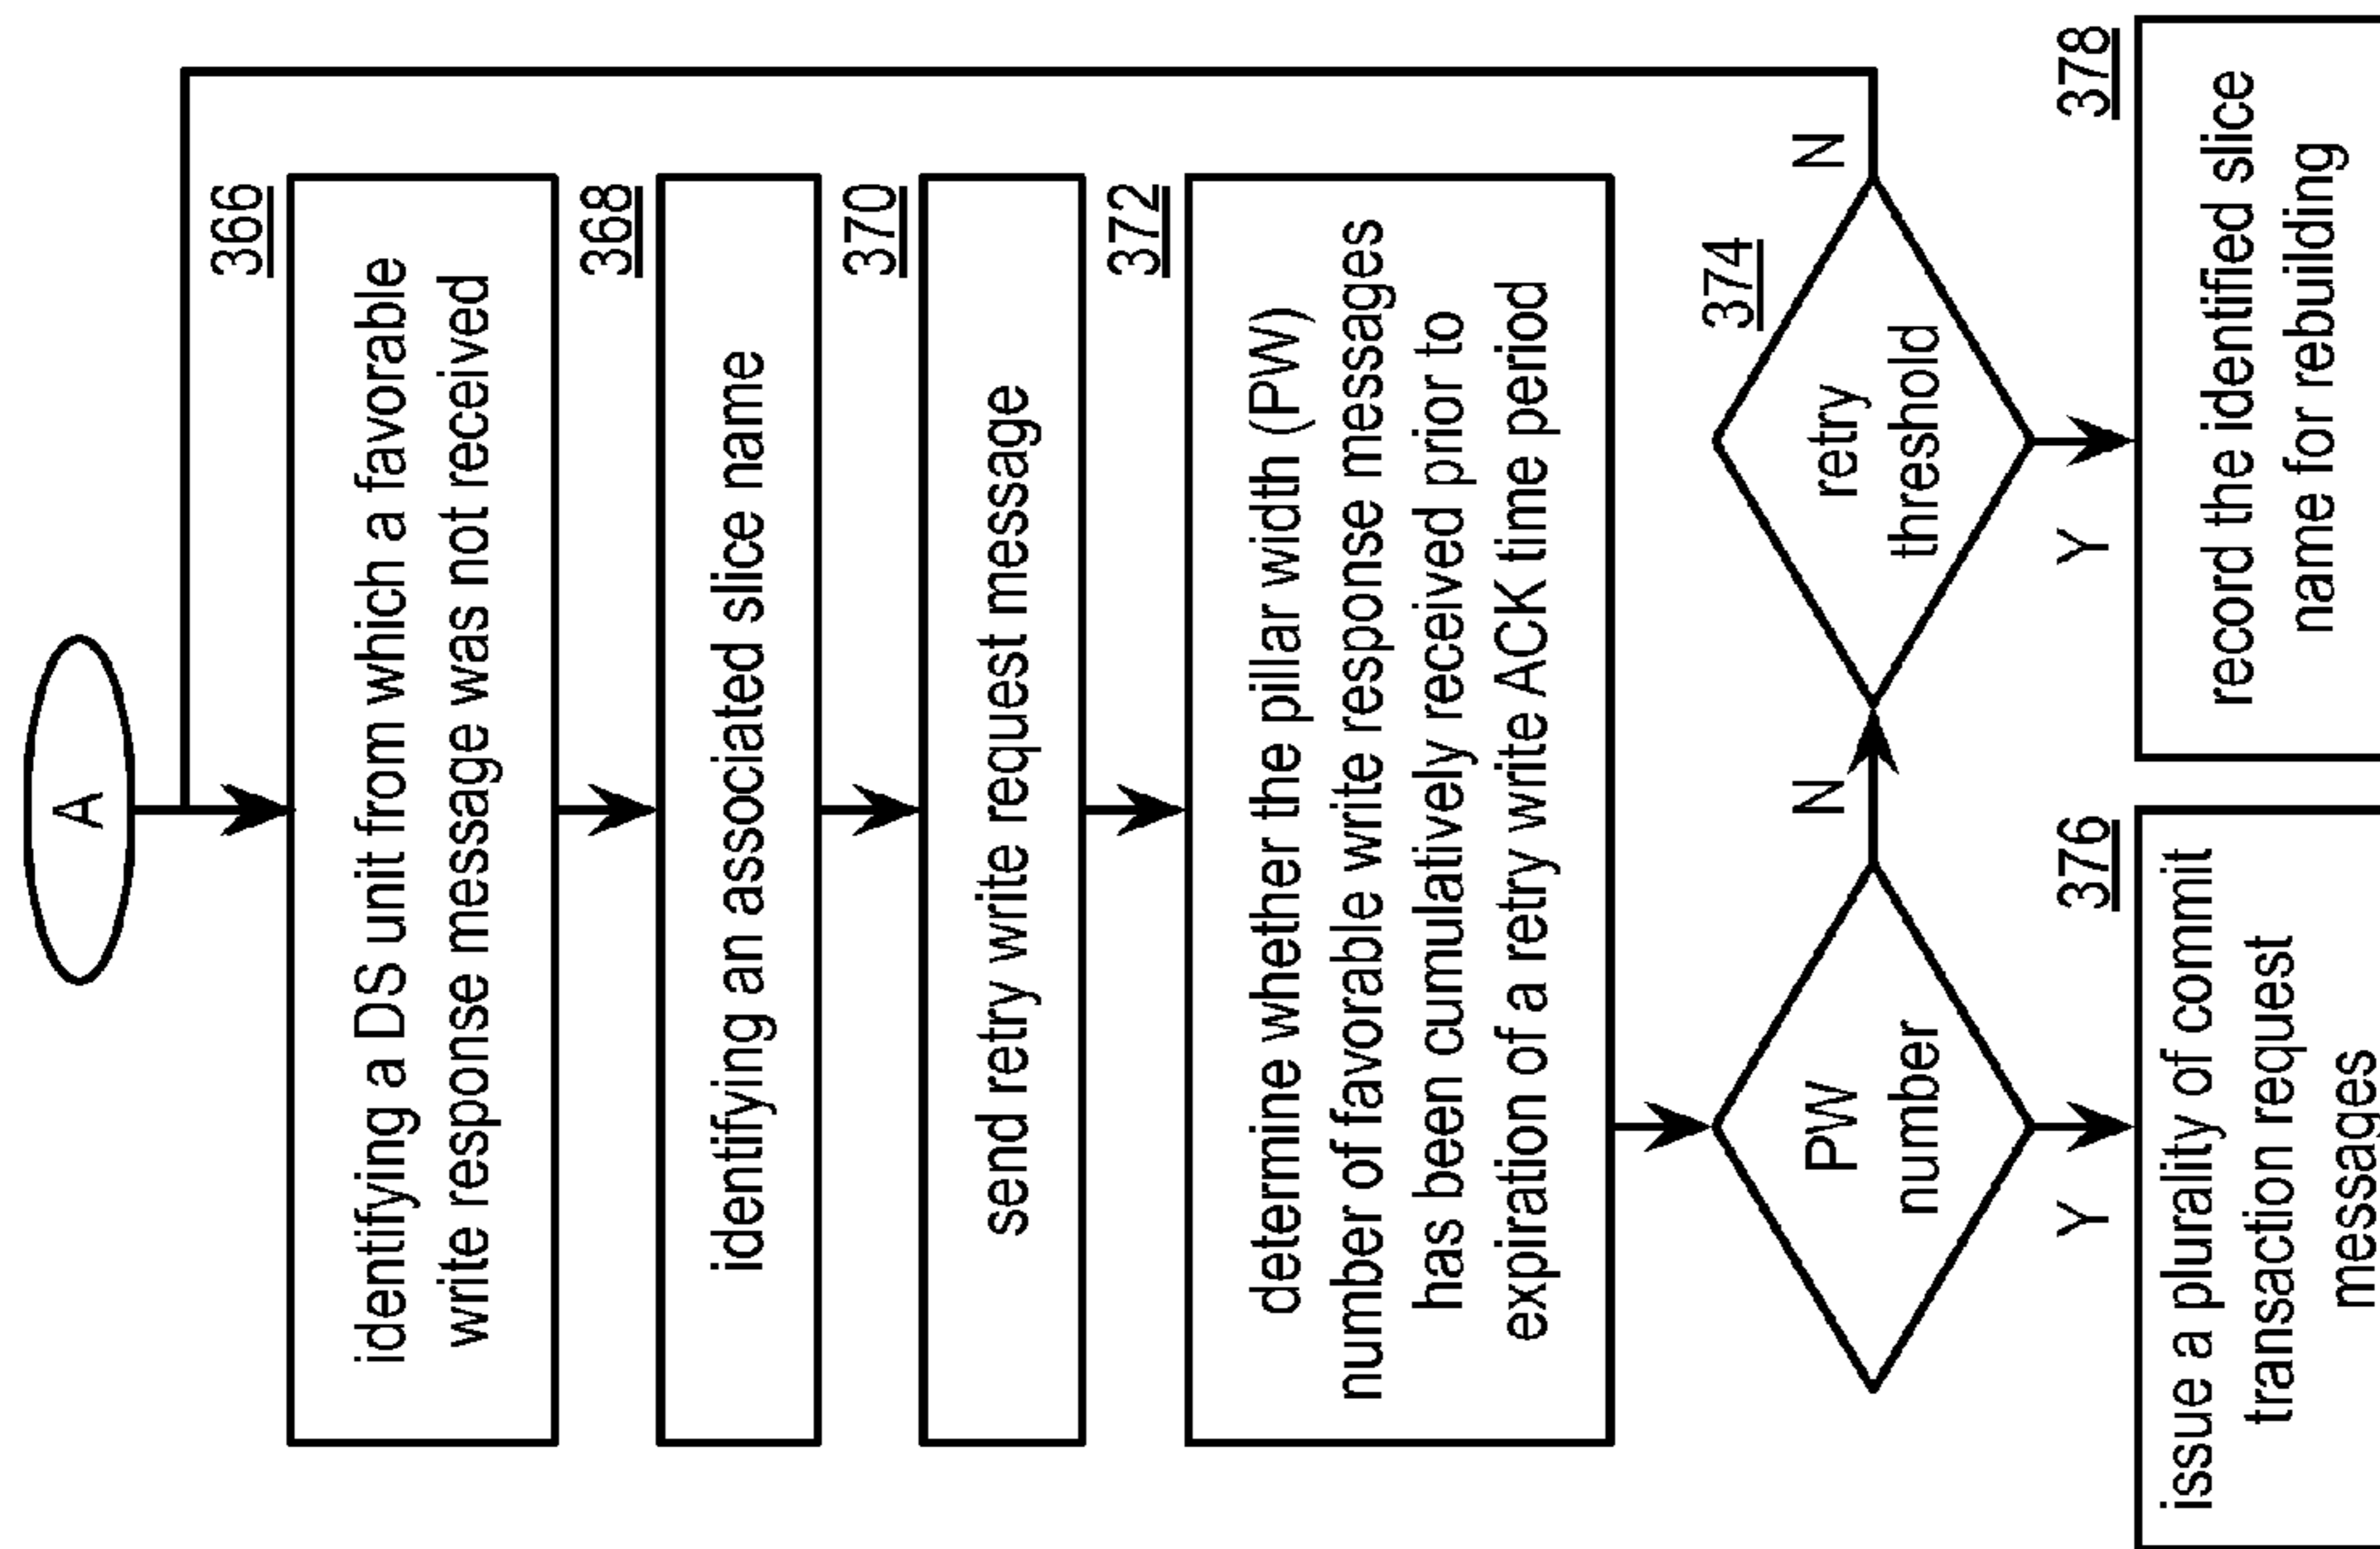 A
366
identifying a DS unit from which a favorable
write response message was not received
368
identifying an associated slice name
370
send retry write request message
372
determine whether the pillar width (PW)
number of favorable write response messages
has been cumulatively received prior to
expiration of a retry write ACK time period
PW
number
N
Y
374
retry
threshold
N
Y
376
issue a plurality of commit
transaction request
messages
378
record the identified slice
name for rebuilding